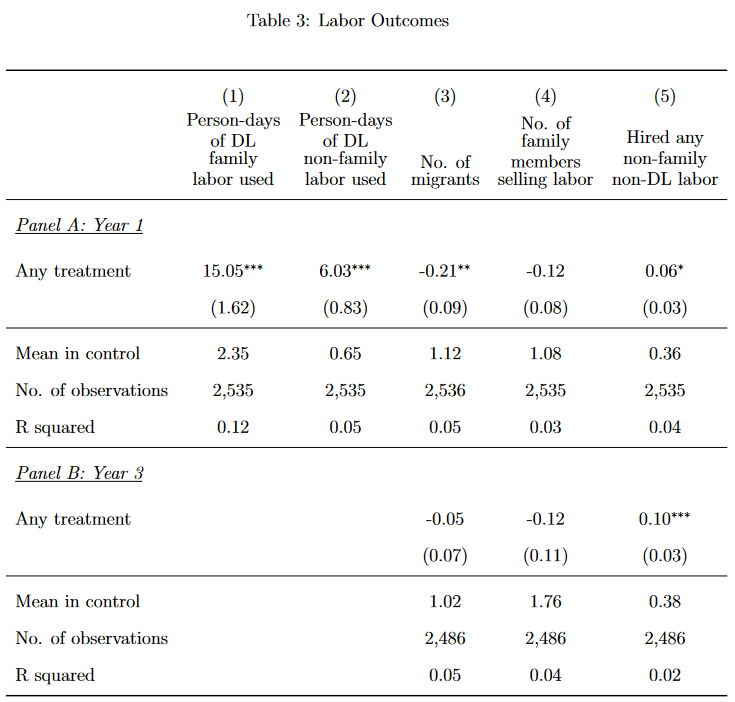 Table 3: Labor Outcomes
(1) (2) (3) (4) (5)
Person-days of DL family labor used
Person-days of DL non-family labor used
No. of migrants
No. of family members selling labor
Hired any non-family non-DL labor
Panel A: Year 1
Any treatment 15.05*** 6.03*** -0.21** -0.12 0.06*
(1.62) (0.83) (0.09) (0.08) (0.03)
Mean in control 2.35 0.65 1.12 1.08 0.36
No. of observations 2,535 2,535 2,536 2,535 2,535
R squared 0.12 0.05 0.05 0.03 0.04
Panel B: Year 3
Any treatment -0.05 -0.12 0.10***
(0.07) (0.11) (0.03)
Mean in control 1.02 1.76 0.38
No. of observations 2,486 2,486 2,486
R squared 0.05 0.04 0.02